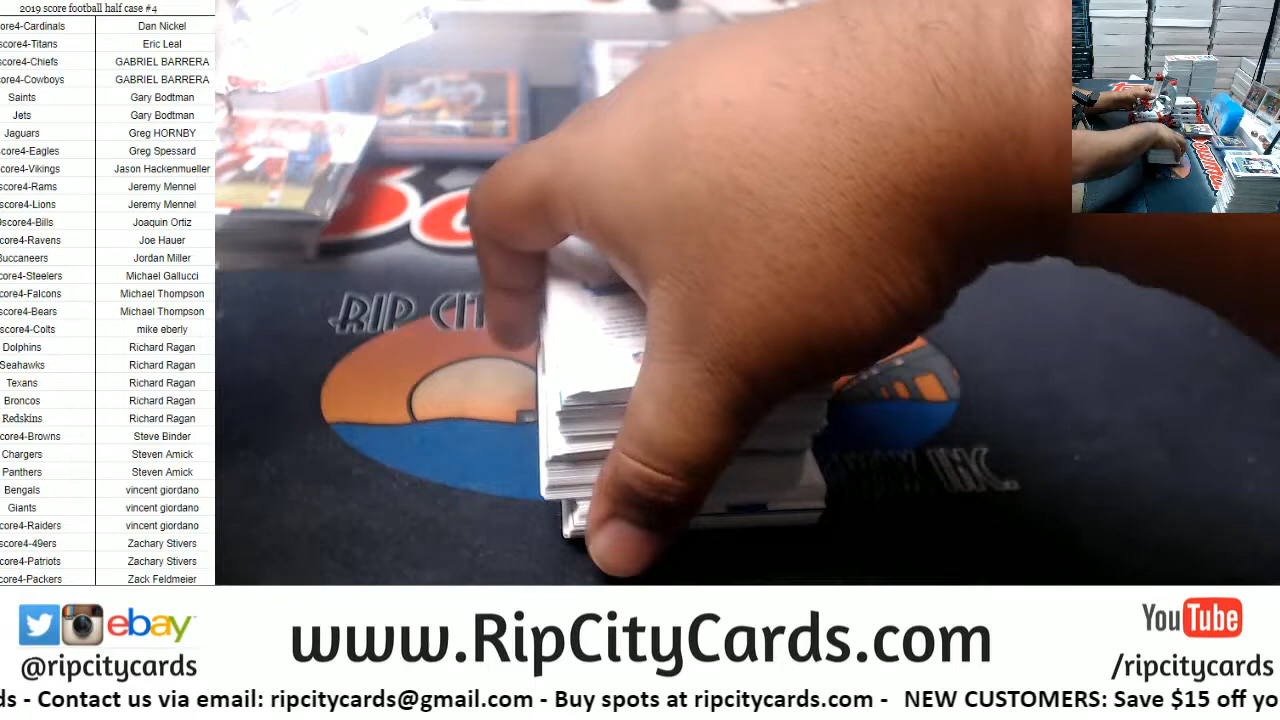 2019 score football half case #4
ore4-Cardinals Dan Nickel
score4-Titans Eric Leal
core4-Chiefs GABRIEL BARRERA
core4-Cowboys GABRIEL BARRERA
Saints Gary Bodtman
Jets Gary Bodtman
Jaguars Greg HORNBY
core4-Eagles Greg Spessard
core4-Vikings Jason Hackenmueller
core4-Rams Jeremy Mennel
core4-Lions Jeremy Mennel
9score4-Bills Joaquin Ortiz
core4-Ravens Joe Hauer
Buccaneers Jordan Miller
core4-Steelers Michael Gallucci
core4-Falcons Michael Thompson
core4-Bears Michael Thompson
score4-Colts mike eberly
Dolphins Richard Ragan
Seahawks Richard Ragan
Texans Richard Ragan
Broncos Richard Ragan
Redskins Richard Ragan
core4-Browns Steve Binder
Chargers Steven Amick
Panthers Steven Amick
Bengals vincent giordano
Giants vincent giordano
core4-Raiders vincent giordano
score4-49ers Zachary Stivers
core4-Patriots Zachary Stivers
core4-Packers Zack Feldmeier
RIP CIT
INC.
ebay
@ripcitycards
www.RipCityCards.com
YouTube
/ripcitycards
ds - Contact us via email: ripcitycards@gmail.com - Buy spots at ripcitycards.com - NEW CUSTOMERS: Save $15 off yo